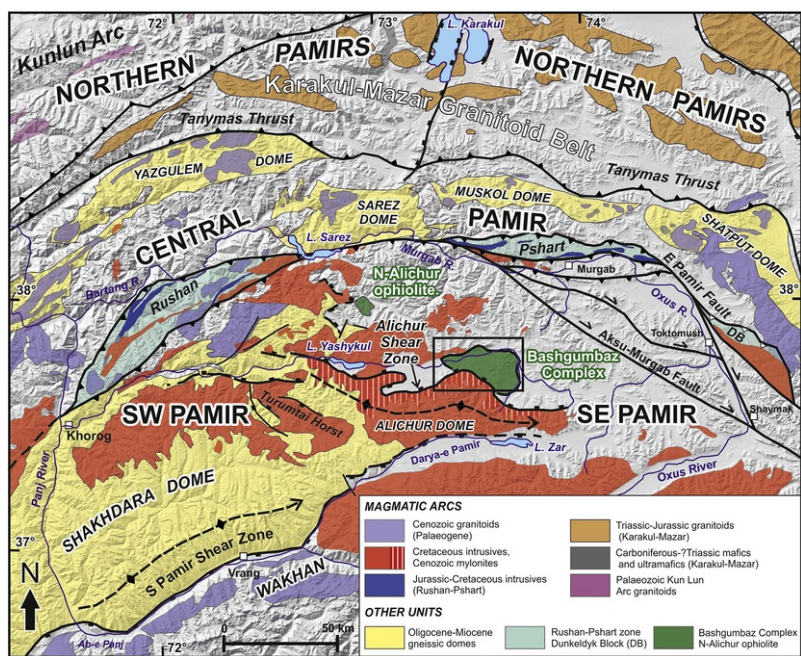 72°
73°
74°
L. Karakul
Kunlun Arc
NORTHERN
PAMIRS
NORTHERN
PAMIRS
Karakul-Mazar Granitoid Belt
Tanymas Thrust
Tanymas Thrust
YAZGULEM
DOME
SAREZ
DOME
MUSKOL DOME
SHATPUT DOME
CENTRAL
PAMIR
L. Sarez
Murgab R.
Pshart
Murgab
E Pamir Fault
38°
38°
Bartang R.
Rushan
N-Alichur
ophiolite.
Oxus R.
Toktomush
DB
Alichur
Shear
Zone
L. Yashykul
Bashgumbaz
Complex
Aksu-Murgab Fault
Shaymak
SW PAMIR
SE PAMIR
Khorog
Turumtai Horst
ALICHUR DOME
L. Zar
Darya-e Pamir
Oxus River
Panj River
SHAKHDARA DOME
37°
S Pamir Shear Zone
N
Vrang
WAKHAN
Ab-e Panj
72°
0
50 km
MAGMATIC ARCS
Cenozoic granitoids
(Palaeogene)
Cretaceous intrusives,
Cenozoic mylonites
Jurassic-Cretaceous intrusives
(Rushan-Pshart)
Triassic-Jurassic granitoids
(Karakul-Mazar)
Carboniferous-?Triassic mafics
and ultramafics (Karakul-Mazar)
Palaeozoic Kun Lun
Arc granitoids
OTHER UNITS
Oligocene-Miocene
gneissic domes
Rushan-Pshart zone
Dunkeldyk Block (DB)
Bashgumbaz Complex
N-Alichur ophiolite